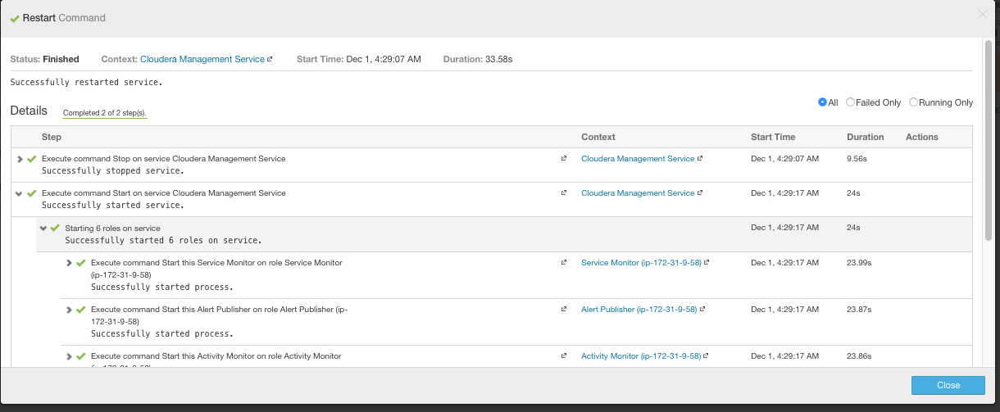 Restart Command
Status: Finished Context: Cloudera Management Service Start Time: Dec 1, 4:29:07 AM Duration: 33.58s
Successfully restarted service.
All Failed Only Running Only
Details Completed 2 of 2 step(s).
Step Context Start Time Duration Actions
Execute command Stop on service Cloudera Management Service Cloudera Management Service Dec 1, 4:29:07 AM 9.56s
Successfully stopped service.
Execute command Start on service Cloudera Management Service Cloudera Management Service Dec 1, 4:29:17 AM 24s
Successfully started service.
Starting 6 roles on service Dec 1, 4:29:17 AM 24s
Successfully started 6 roles on service.
Execute command Start this Service Monitor on role Service Monitor Service Monitor (ip-172-31-9-58) Dec 1, 4:29:17 AM 23.99s
(ip-172-31-9-58)
Successfully started process.
Execute command Start this Alert Publisher on role Alert Publisher (ip- Alert Publisher (ip-172-31-9-58) Dec 1, 4:29:17 AM 23.87s
172-31-9-58)
Successfully started process.
Execute command Start this Activity Monitor on role Activity Monitor Activity Monitor (ip-172-31-9-58) Dec 1, 4:29:17 AM 23.86s
Close